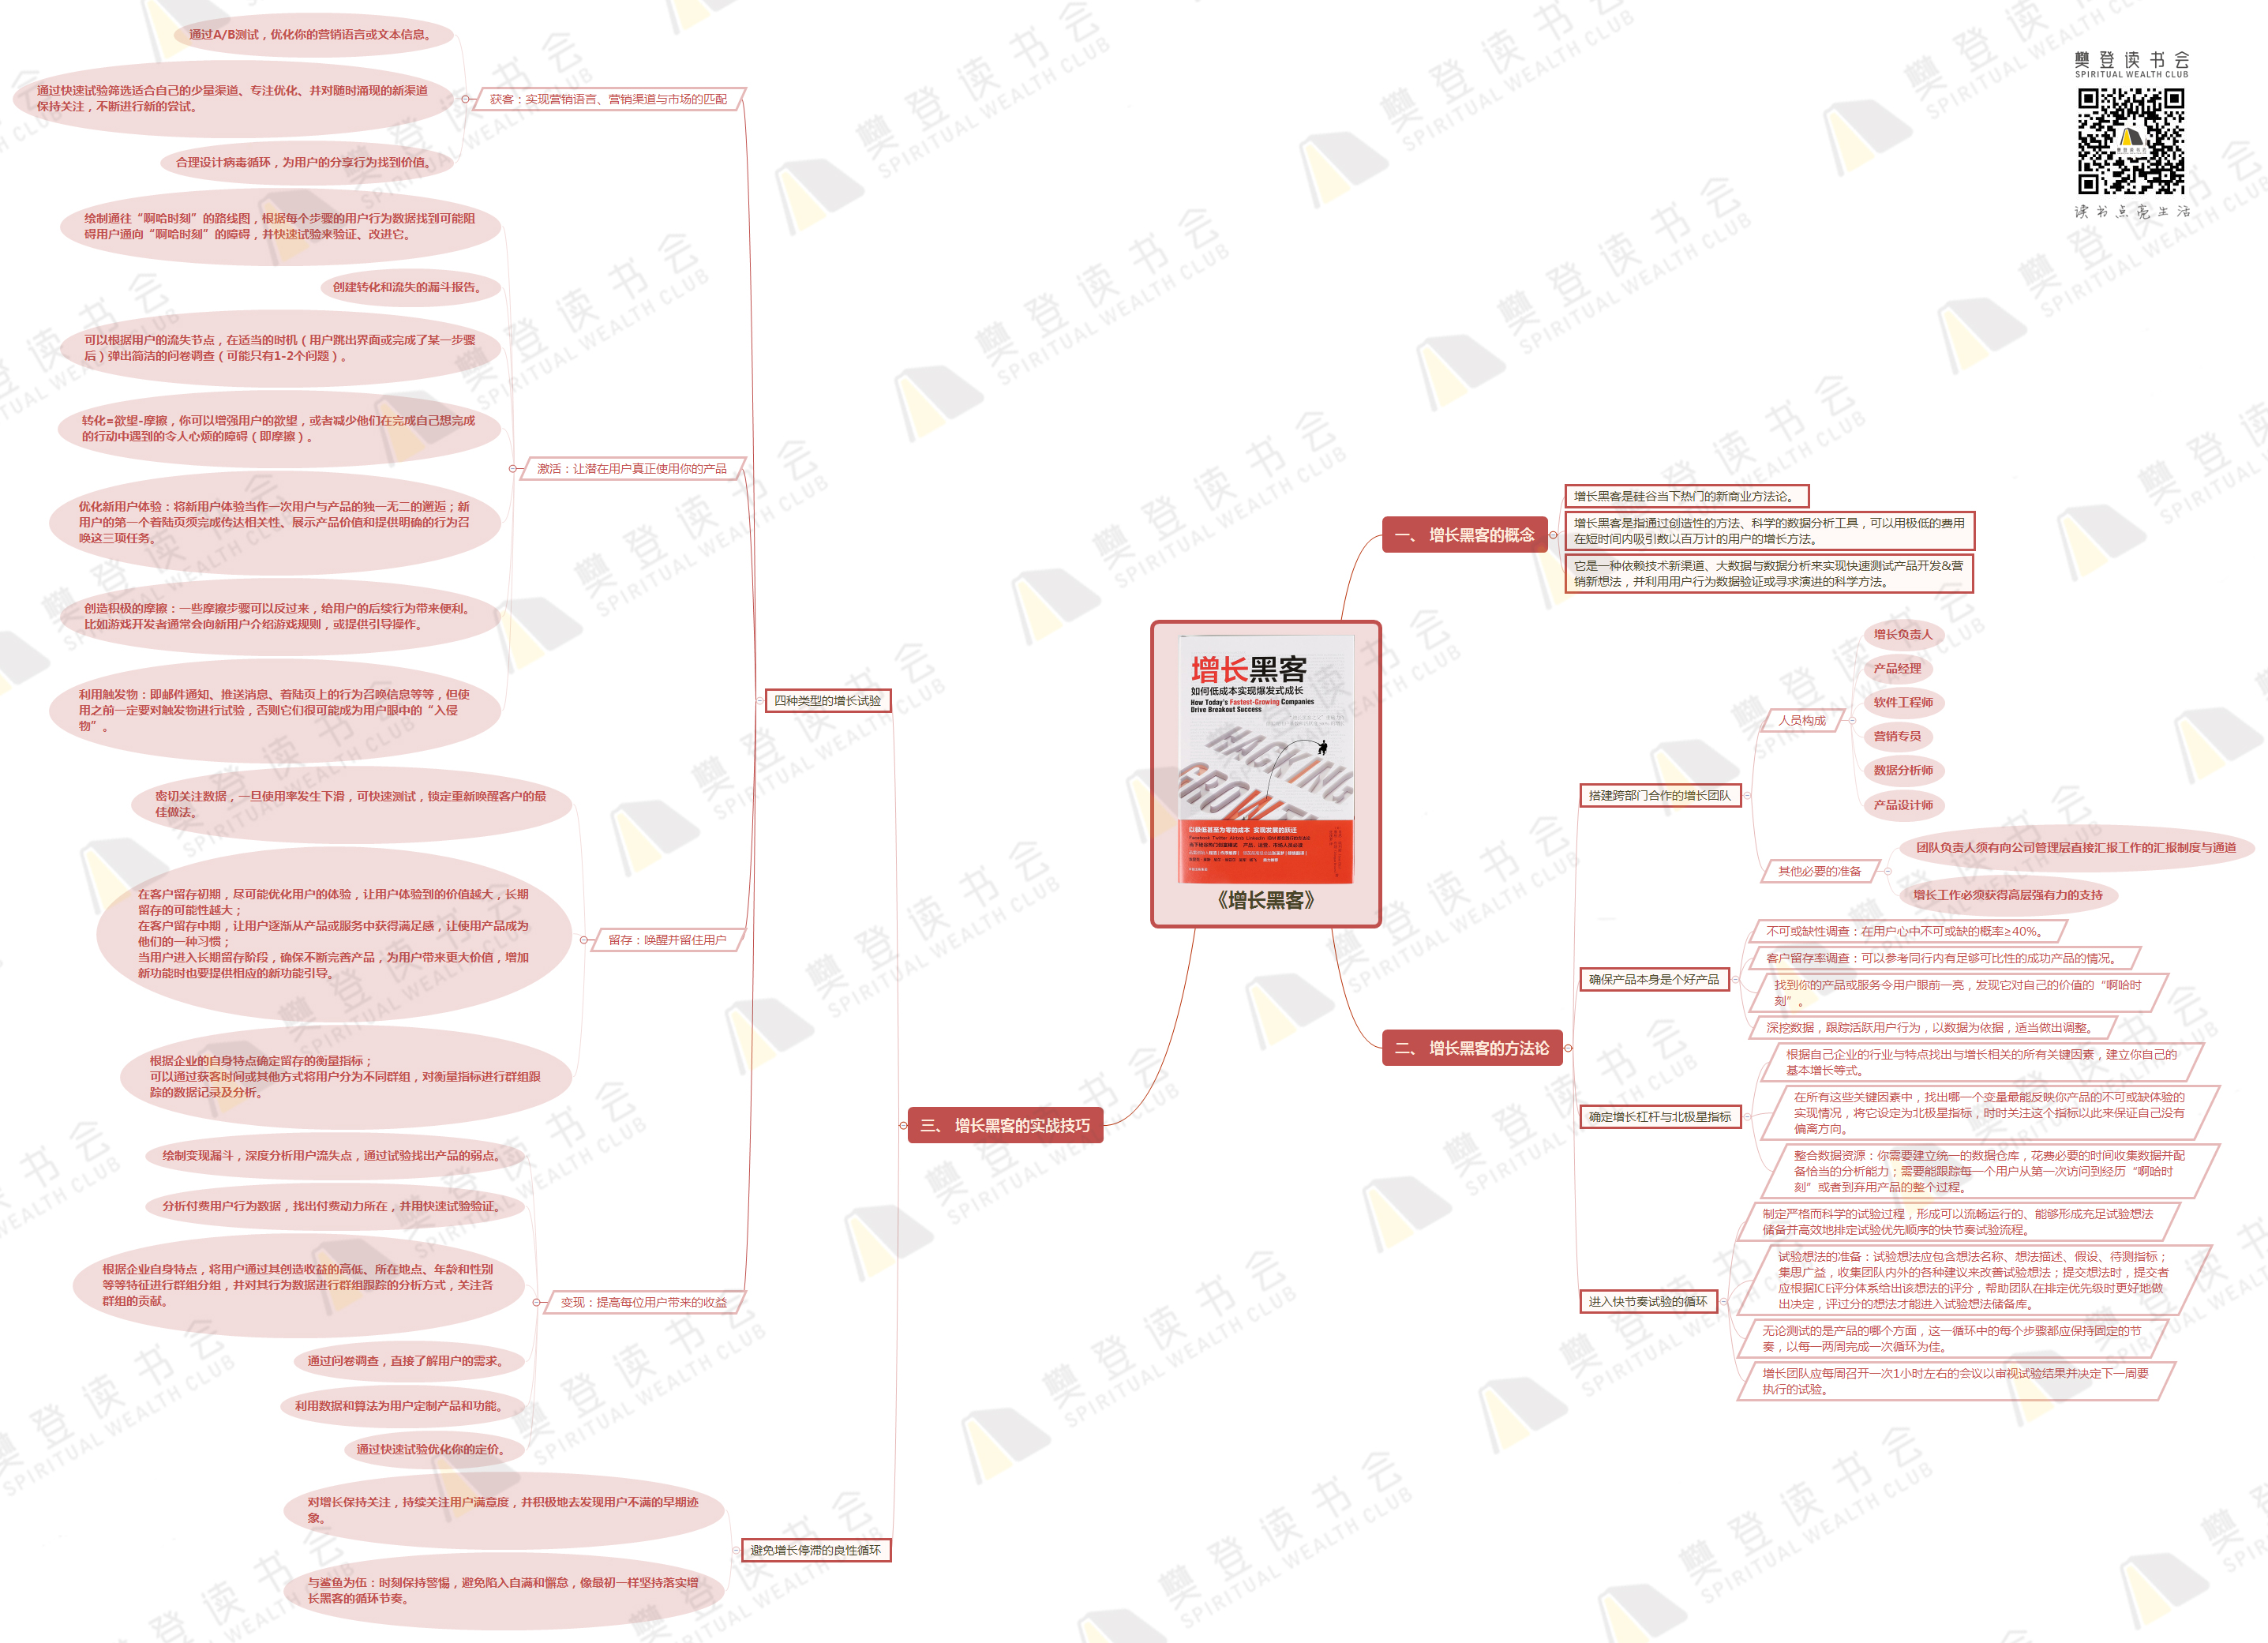 樊登读书会
SPIRITUAL WEALTH CLUB
读书点亮生活
增长黑客
如何低成本实现爆发式成长
How Today's Fastest-Growing Companies
Drive Breakout Success
HACKING
GROWTH
以极低甚至为零的成本 实现发展的跃迁
《增长黑客》
一、 增长黑客的概念
增长黑客是硅谷当下热门的新商业方法论。
增长黑客是指通过创造性的方法、科学的数据分析工具，可以用极低的费用
在短时间内吸引数以百万计的用户的增长方法。
它是一种依赖技术新渠道、大数据与数据分析来实现快速测试产品开发&营
销新想法，并利用用户行为数据验证或寻求演进的科学方法。
二、 增长黑客的方法论
搭建跨部门合作的增长团队
人员构成
增长负责人
产品经理
软件工程师
营销专员
数据分析师
产品设计师
其他必要的准备
团队负责人须有向公司管理层直接汇报工作的汇报制度与通道
增长工作必须获得高层强有力的支持
确保产品本身是个好产品
不可或缺性调查：在用户心中不可或缺的概率≥40%。
客户留存率调查：可以参考同行内有足够可比性的成功产品的情况。
找到你的产品或服务令用户眼前一亮，发现它对自己的价值的“啊哈时
刻”。
深挖数据，跟踪活跃用户行为，以数据为依据，适当做出调整。
确定增长杠杆与北极星指标
根据自己企业的行业与特点找出与增长相关的所有关键因素，建立你自己的
基本增长等式。
在所有这些关键因素中，找出哪一个变量最能反映你产品的不可或缺体验的
实现情况，将它设定为北极星指标，时时关注这个指标以此来保证自己没有
偏离方向。
整合数据资源：你需要建立统一的数据仓库，花费必要的时间收集数据并配
备恰当的分析能力；需要能跟踪每一个用户从第一次访问到经历“啊哈时
刻”或者到弃用产品的整个过程。
进入快节奏试验的循环
制定严格而科学的试验过程，形成可以流畅运行的、能够形成充足试验想法
储备并高效地排定试验优先顺序的快节奏试验流程。
试验想法的准备：试验想法应包含想法名称、想法描述、假设、待测指标；
集思广益，收集团队内外的各种建议来改善试验想法；提交想法时，提交者
应根据ICE评分体系给出该想法的评分，帮助团队在排定优先级时更好地做
出决定，评过分的想法才能进入试验想法储备库。
无论测试的是产品的哪个方面，这一循环中的每个步骤都应保持固定的节
奏，以每一两周完成一次循环为佳。
增长团队应每周召开一次1小时左右的会议以审视试验结果并决定下一周要
执行的试验。
三、 增长黑客的实战技巧
四种类型的增长试验
获客：实现营销语言、营销渠道与市场的匹配
通过A/B测试，优化你的营销语言或文本信息。
通过快速试验筛选适合自己的少量渠道、专注优化、并对随时涌现的新渠道
保持关注，不断进行新的尝试。
合理设计病毒循环，为用户的分享行为找到价值。
激活：让潜在用户真正使用你的产品
绘制通往“啊哈时刻”的路线图，根据每个步骤的用户行为数据找到可能阻
碍用户通向“啊哈时刻”的障碍，并快速试验来验证、改进它。
创建转化和流失的漏斗报告。
可以根据用户的流失节点，在适当的时机（用户跳出界面或完成了某一步骤
后）弹出简洁的问卷调查（可能只有1-2个问题）。
转化=欲望-摩擦，你可以增强用户的欲望，或者减少他们在完成自己想完成
的行动中遇到的令人心烦的障碍（即摩擦）。
优化新用户体验：将新用户体验当作一次用户与产品的独一无二的邂逅；新
用户的第一个着陆页须完成传达相关性、展示产品价值和提供明确的行为召
唤这三项任务。
创造积极的摩擦：一些摩擦步骤可以反过来，给用户的后续行为带来便利。
比如游戏开发者通常会向新用户介绍游戏规则，或提供引导操作。
利用触发物：即邮件通知、推送消息、着陆页上的行为召唤信息等等，但使
用之前一定要对触发物进行试验，否则它们很可能成为用户眼中的“入侵
物”。
留存：唤醒并留住用户
密切关注数据，一旦使用率发生下滑，可快速测试，锁定重新唤醒客户的最
佳做法。
在客户留存初期，尽可能优化用户的体验，让用户体验到的价值越大，长期
留存的可能性越大；
在客户留存中期，让用户逐渐从产品或服务中获得满足感，让使用产品成为
他们的一种习惯；
当用户进入长期留存阶段，确保不断完善产品，为用户带来更大价值，增加
新功能时也要提供相应的新功能引导。
根据企业的自身特点确定留存的衡量指标；
可以通过获客时间或其他方式将用户分为不同群组，对衡量指标进行群组跟
踪的数据记录及分析。
变现：提高每位用户带来的收益
绘制变现漏斗，深度分析用户流失点，通过试验找出产品的弱点。
分析付费用户行为数据，找出付费动力所在，并用快速试验验证。
根据企业自身特点，将用户通过其创造收益的高低、所在地点、年龄和性别
等等特征进行群组分组，并对其行为数据进行群组跟踪的分析方式，关注各
群组的贡献。
通过问卷调查，直接了解用户的需求。
利用数据和算法为用户定制产品和功能。
通过快速试验优化你的定价。
避免增长停滞的良性循环
对增长保持关注，持续关注用户满意度，并积极地去发现用户不满的早期迹
象。
与鲨鱼为伍：时刻保持警惕，避免陷入自满和懈怠，像最初一样坚持落实增
长黑客的循环节奏。